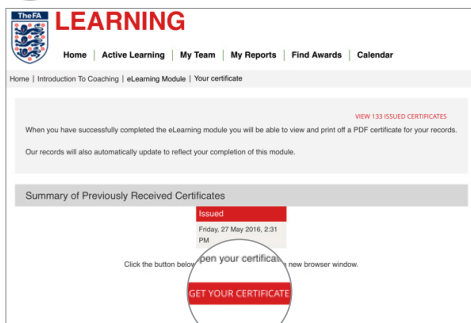 TheFA
LEARNING
Home | Active Learning | My Team | My Reports | Find Awards | Calendar
Home | Introduction To Coaching | eLearning Module | Your certificate
VIEW 133 ISSUED CERTIFICATES
When you have successfully completed the eLearning module you will be able to view and print off a PDF certificate for your records.
Our records will also automatically update to reflect your completion of this module.
Summary of Previously Received Certificates
Issued
Friday, 27 May 2016, 2:31
PM
Click the button below pen your certificat new browser window.
GET YOUR CERTIFICATE